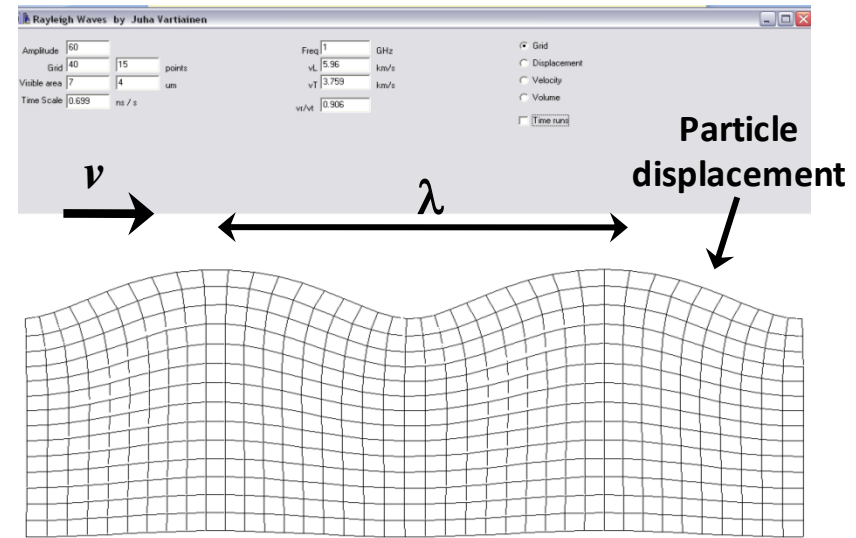 Rayleigh Waves by Juha Vartiainen
Amplitude 60
Grid 40 15 points
Visible area 7 4 um
Time Scale 0.699 ns / s
Freq 1 GHz
vL 5.96 km/s
vT 3.759 km/s
vr/vt 0.906
Grid
Displacement
Velocity
Volume
Time runs
Particle
displacement
v
λ